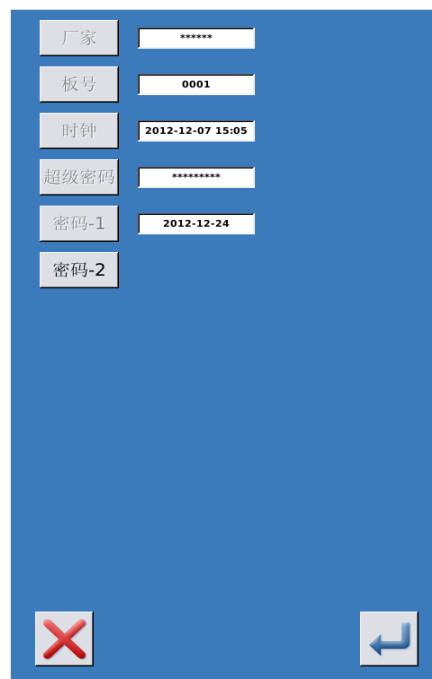 厂家 ******
板号 0001
时钟 2012-12-07 15:05
超级密码 *********
密码-1 2012-12-24
密码-2